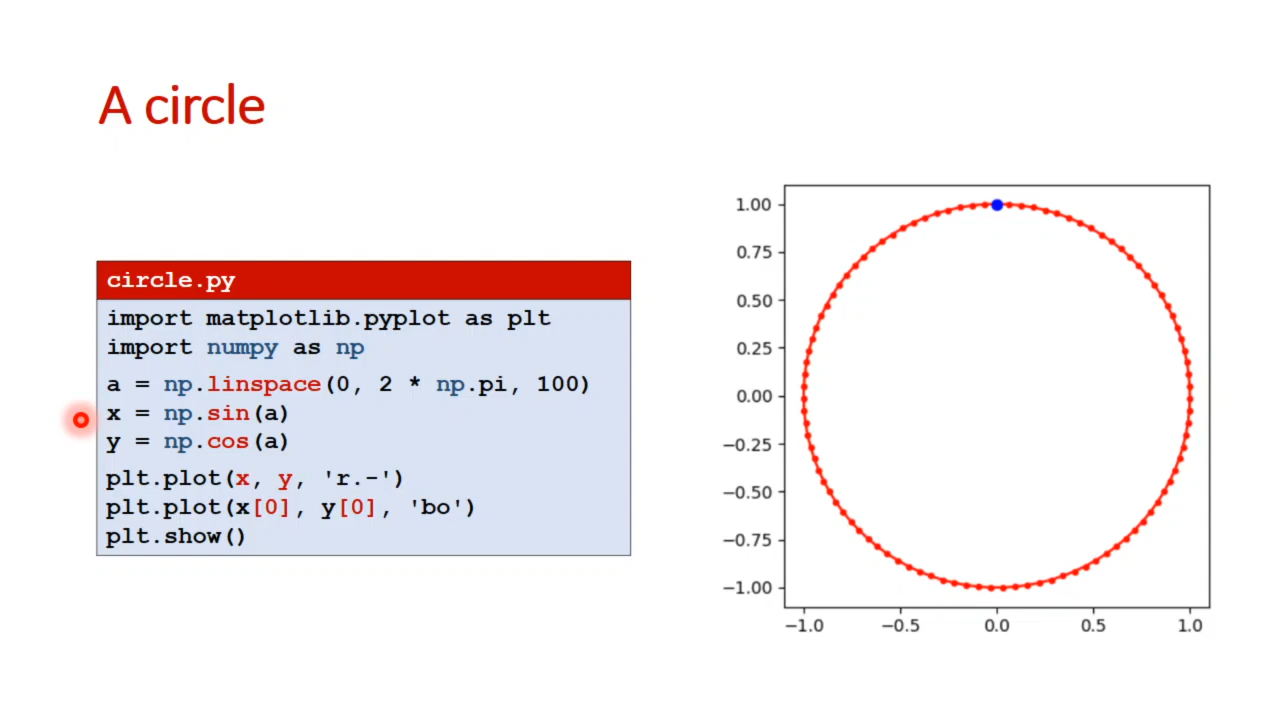 A circle
circle.py
import matplotlib.pyplot as plt
import numpy as np
a = np.linspace(0, 2 * np.pi, 100)
x = np.sin(a)
y = np.cos(a)
plt.plot(x, y, 'r.-')
plt.plot(x[0], y[0], 'bo')
plt.show()
1.00
0.75
0.50
0.25
0.00
−0.25
−0.50
−0.75
−1.00
−1.0 −0.5 0.0 0.5 1.0